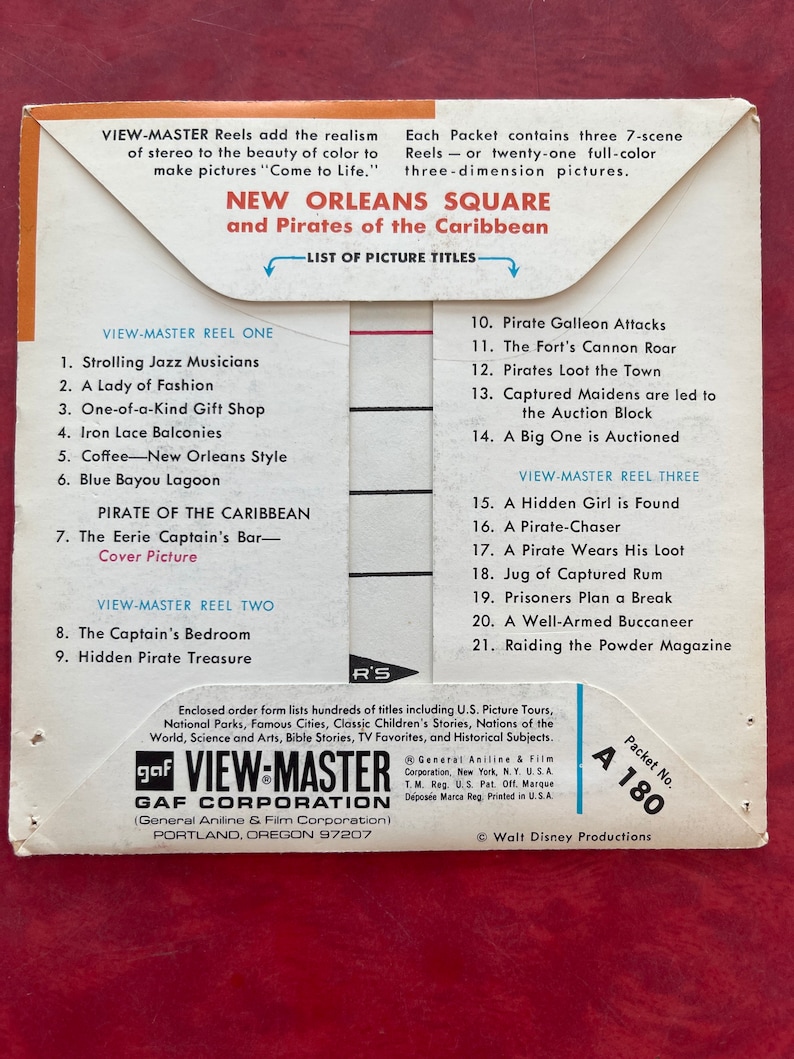 VIEW-MASTER Reels add the realism
of stereo to the beauty of color to
make pictures "Come to Life."
Each Packet contains three 7-scene
Reels — or twenty-one full-color
three-dimension pictures.
NEW ORLEANS SQUARE
and Pirates of the Caribbean
LIST OF PICTURE TITLES
VIEW-MASTER REEL ONE
1. Strolling Jazz Musicians
2. A Lady of Fashion
3. One-of-a-Kind Gift Shop
4. Iron Lace Balconies
5. Coffee—New Orleans Style
6. Blue Bayou Lagoon
PIRATE OF THE CARIBBEAN
7. The Eerie Captain's Bar—
Cover Picture
VIEW-MASTER REEL TWO
8. The Captain's Bedroom
9. Hidden Pirate Treasure
10. Pirate Galleon Attacks
11. The Fort's Cannon Roar
12. Pirates Loot the Town
13. Captured Maidens are led to
the Auction Block
14. A Big One is Auctioned
VIEW-MASTER REEL THREE
15. A Hidden Girl is Found
16. A Pirate-Chaser
17. A Pirate Wears His Loot
18. Jug of Captured Rum
19. Prisoners Plan a Break
20. A Well-Armed Buccaneer
21. Raiding the Powder Magazine
R'S
Enclosed order form lists hundreds of titles including U.S. Picture Tours,
National Parks, Famous Cities, Classic Children's Stories, Nations of the
World, Science and Arts, Bible Stories, TV Favorites, and Historical Subjects.
gaf VIEW-MASTER®
GAF CORPORATION
(General Aniline & Film Corporation)
PORTLAND, OREGON 97207
® General Aniline & Film
Corporation, New York, N.Y. U.S.A.
T.M. Reg. U.S. Pat. Off. Marque
Déposée Marca Reg. Printed in U.S.A.
Packet No.
A 180
© Walt Disney Productions